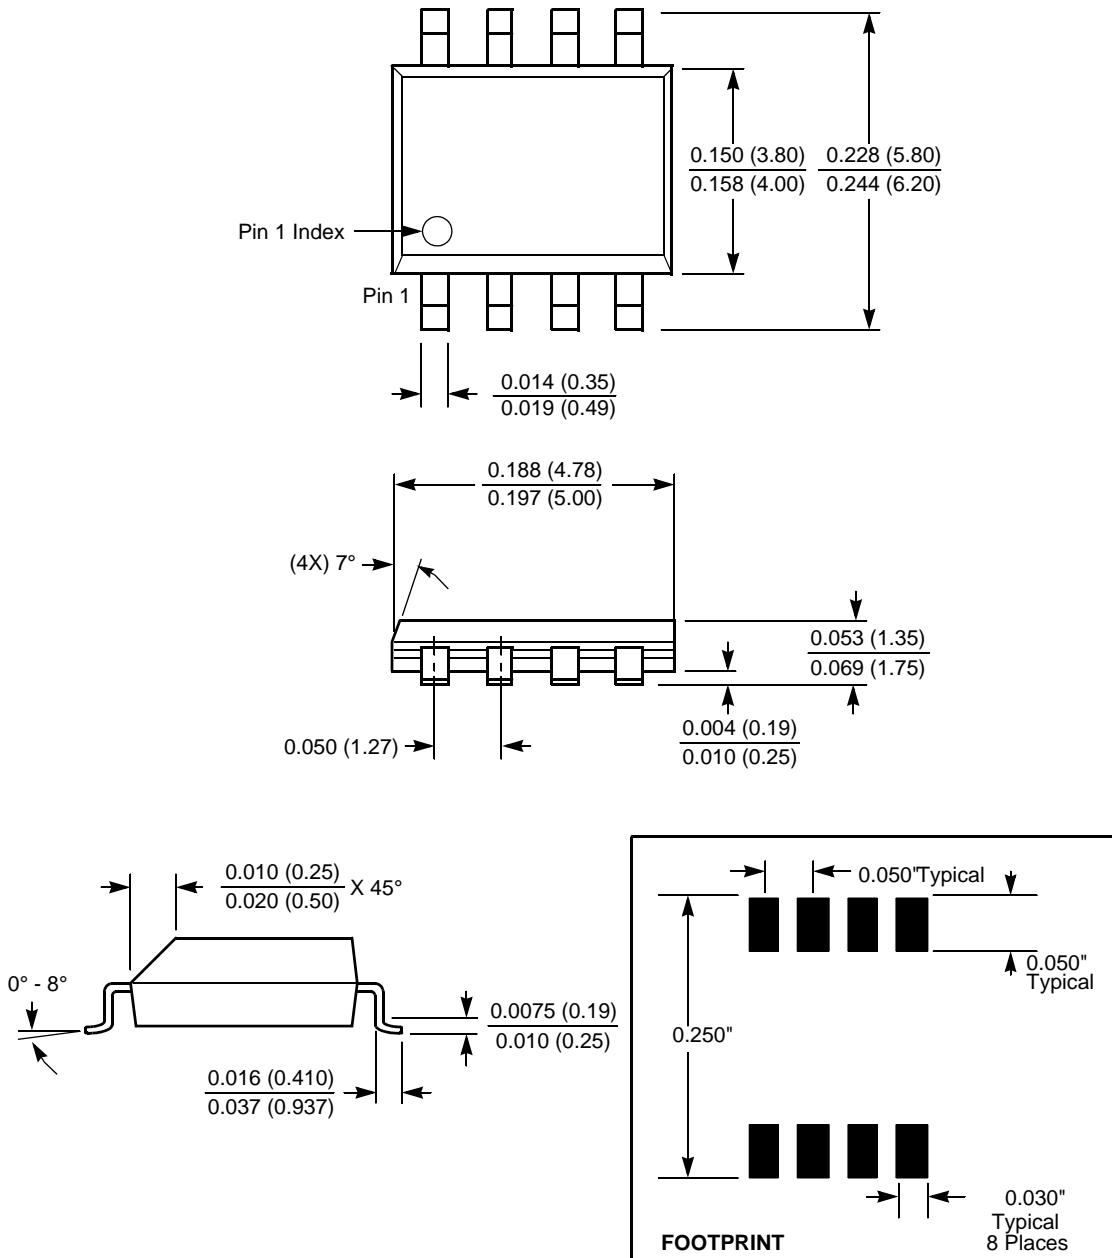 0.150 (3.80)
0.158 (4.00)
0.228 (5.80)
0.244 (6.20)
Pin 1 Index
Pin 1
0.014 (0.35)
0.019 (0.49)
0.188 (4.78)
0.197 (5.00)
(4X) 7°
0.053 (1.35)
0.069 (1.75)
0.004 (0.19)
0.010 (0.25)
0.050 (1.27)
0.010 (0.25)
0.020 (0.50)
X 45°
0° - 8°
0.0075 (0.19)
0.010 (0.25)
0.016 (0.410)
0.037 (0.937)
0.050"Typical
0.050"
Typical
0.250"
0.030"
Typical
8 Places
FOOTPRINT